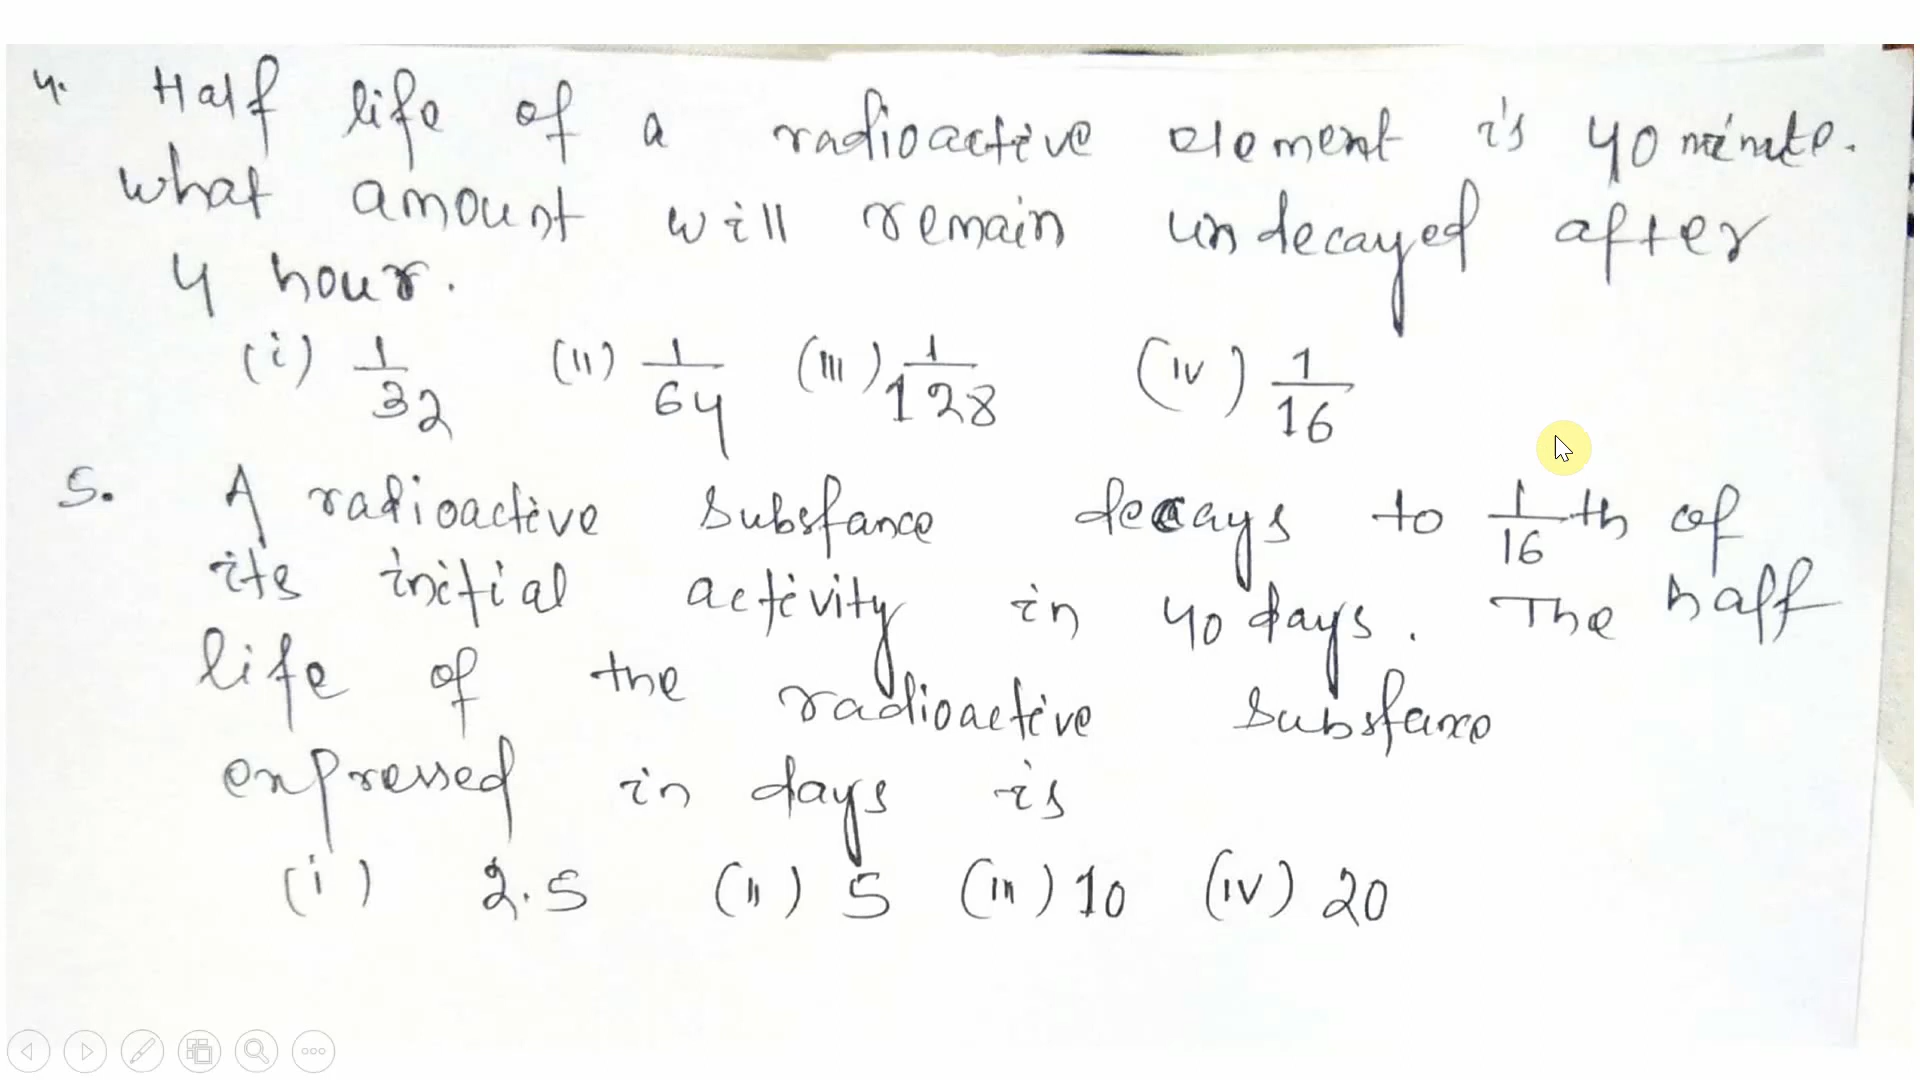 4. Half life of a radioactive element is 40 minute.
what amount will remain undecayed after
4 hour.
(i) 1/32 (ii) 1/64 (iii) 1/128 (iv) 1/16
5. A radioactive substance decays to 1/16 th of
its initial activity in 40 days. The half
life of the radioactive substance
expressed in days is
(i) 2.5 (ii) 5 (iii) 10 (iv) 20